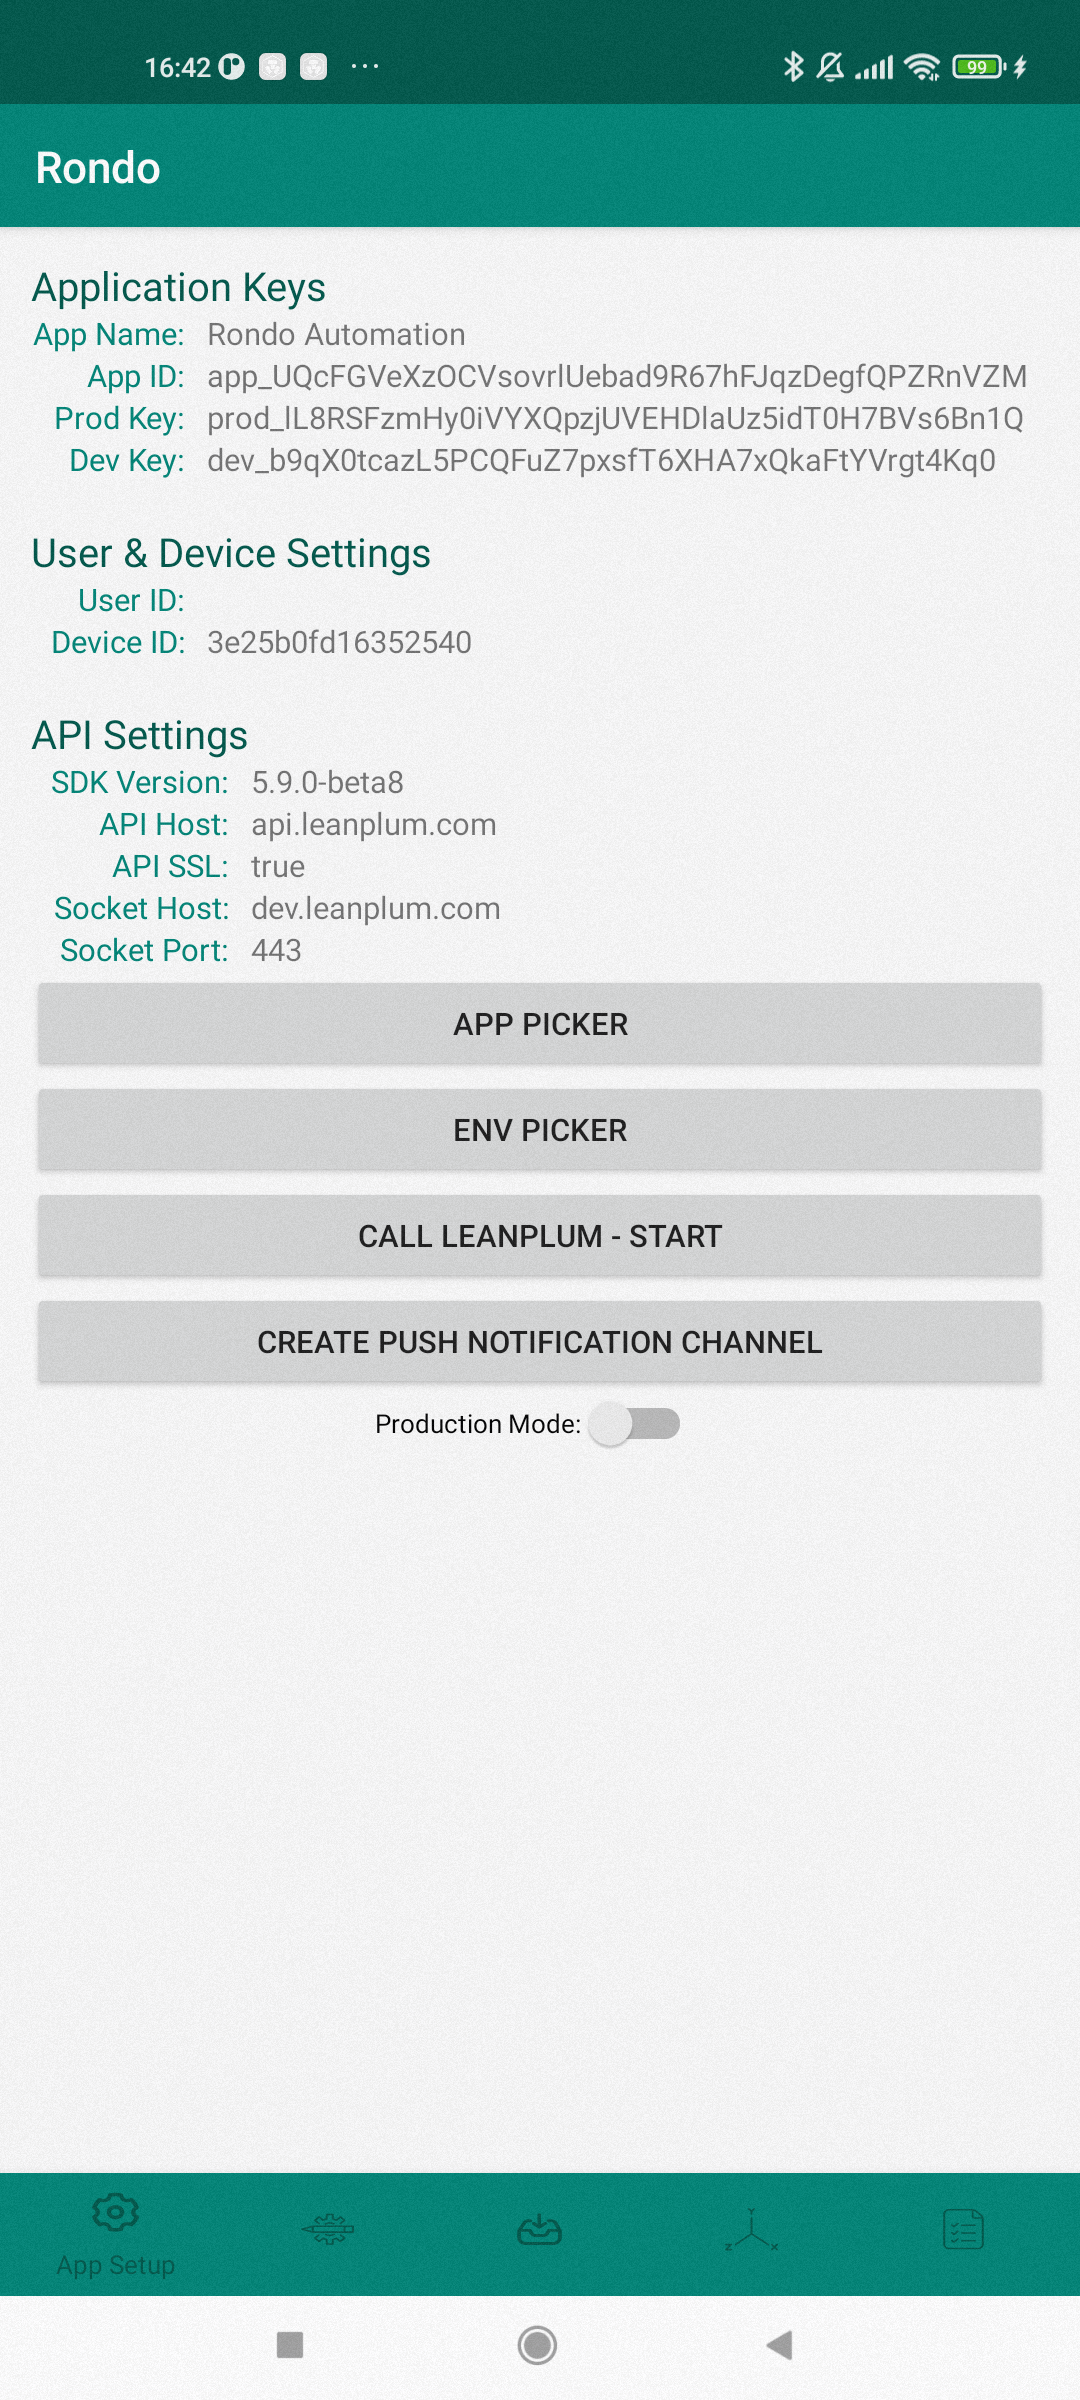 16:42
99
Rondo
Application Keys
App Name: Rondo Automation
App ID: app_UQcFGVeXzOCVsovrlUebad9R67hFJqzDegfQPZRnVZM
Prod Key: prod_lL8RSFzmHy0iVYXQpzjUVEHDlaUz5idT0H7BVs6Bn1Q
Dev Key: dev_b9qX0tcazL5PCQFuZ7pxsfT6XHA7xQkaFtYVrgt4Kq0
User & Device Settings
User ID:
Device ID: 3e25b0fd16352540
API Settings
SDK Version: 5.9.0-beta8
API Host: api.leanplum.com
API SSL: true
Socket Host: dev.leanplum.com
Socket Port: 443
APP PICKER
ENV PICKER
CALL LEANPLUM - START
CREATE PUSH NOTIFICATION CHANNEL
Production Mode:
Y
Z X
App Setup